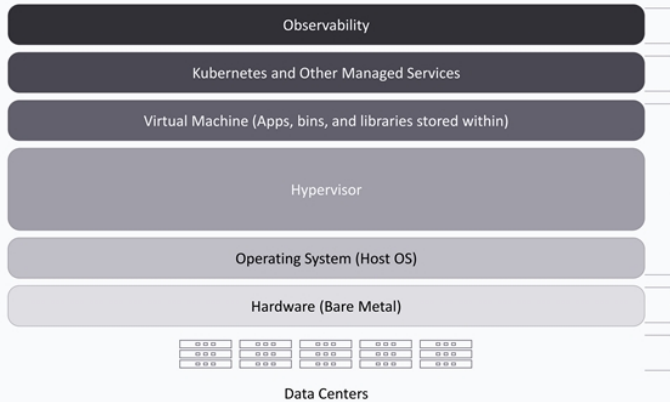 Observability
Kubernetes and Other Managed Services
Virtual Machine (Apps, bins, and libraries stored within)
Hypervisor
Operating System (Host OS)
Hardware (Bare Metal)
Data Centers